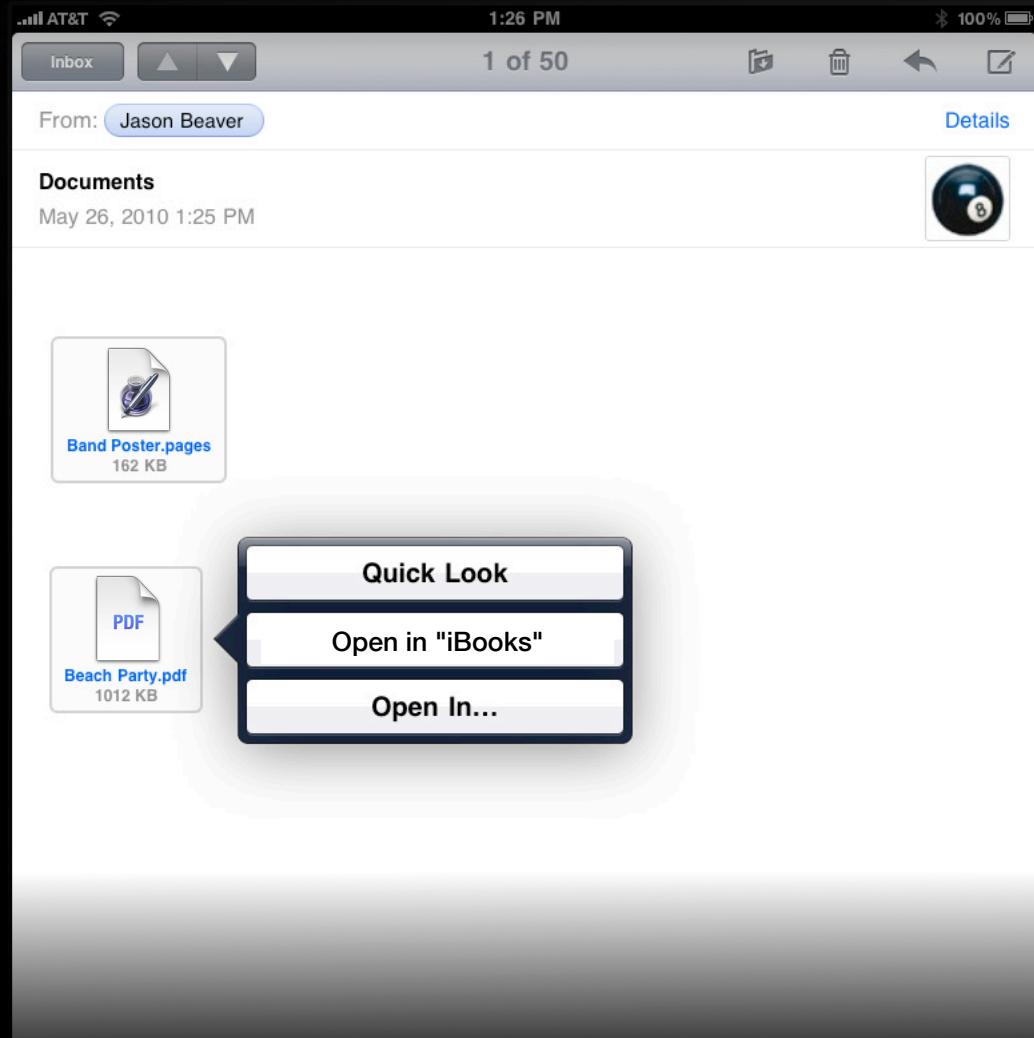 AT&T 1:26 PM 100%
Inbox 1 of 50
From: Jason Beaver Details
Documents
May 26, 2010 1:25 PM
8
Band Poster.pages
162 KB
Quick Look
PDF
Open in "iBooks"
Beach Party.pdf
1012 KB
Open In...